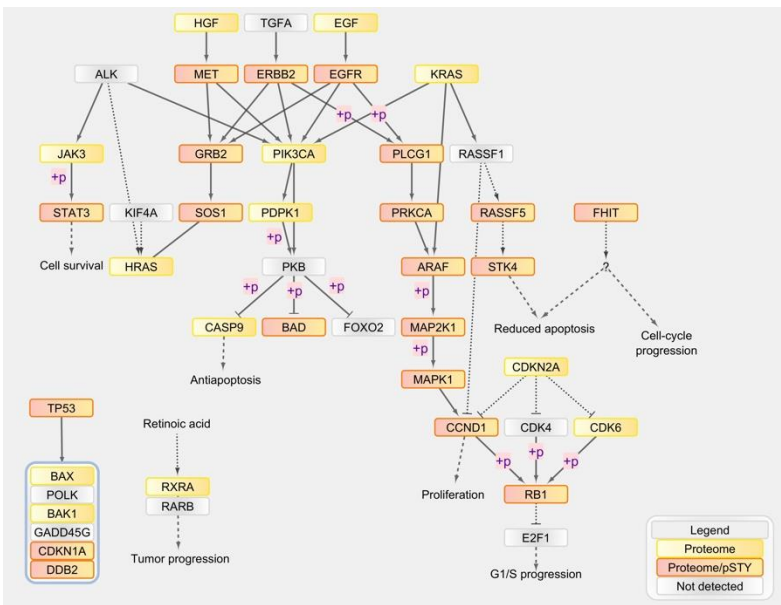 HGF TGFA EGF
ALK MET ERBB2 EGFR KRAS
+p +p
JAK3 GRB2 PIK3CA PLCG1 RASSF1
+p
STAT3 KIF4A SOS1 PDPK1 PRKCA RASSF5 FHIT
+p
Cell survival HRAS PKB ARAF STK4 ?
+p +p +p +p
CASP9 BAD FOXO2 MAP2K1 Reduced apoptosis Cell-cycle
progression
+p
Antiapoptosis MAPK1 CDKN2A
TP53 Retinoic acid CCND1 CDK4 CDK6
+p +p +p
BAX
POLK RXRA Proliferation RB1
BAK1 RARB
GADD45G E2F1
CDKN1A Tumor progression
DDB2 G1/S progression
Legend
Proteome
Proteome/pSTY
Not detected